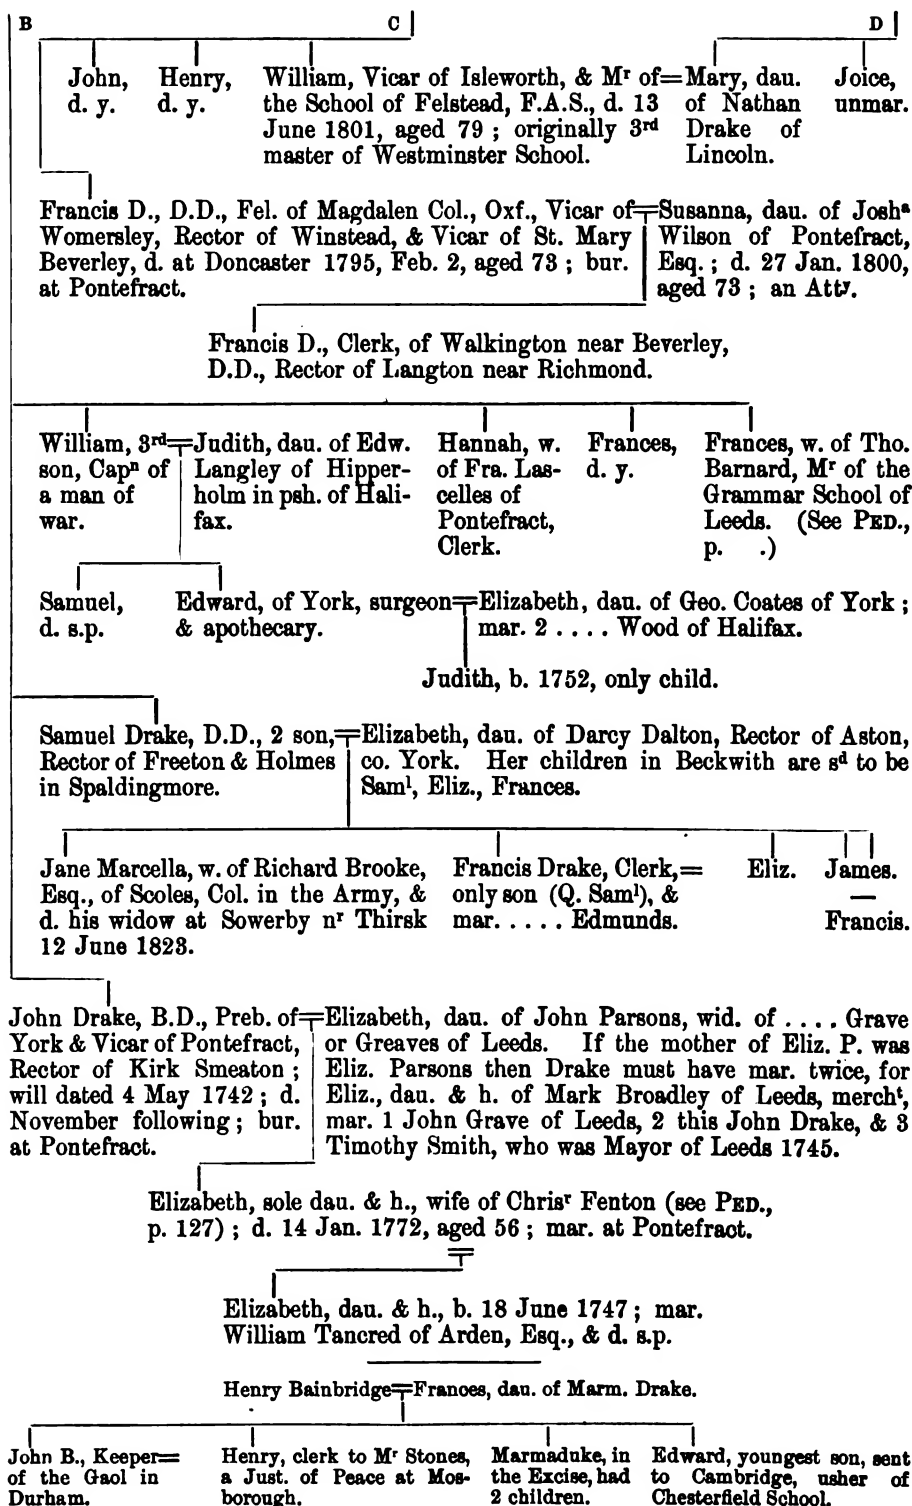 B C D
John,
d. y.
Henry,
d. y.
William, Vicar of Isleworth, & Mʳ of=
the School of Felstead, F.A.S., d. 13
June 1801, aged 79 ; originally 3ʳᵈ
master of Westminster School.
Mary, dau.
of Nathan
Drake of
Lincoln.
Joice,
unmar.
Francis D., D.D., Fel. of Magdalen Col., Oxf., Vicar of=
Womersley, Rector of Winstead, & Vicar of St. Mary
Beverley, d. at Doncaster 1795, Feb. 2, aged 73 ; bur.
at Pontefract.
Susanna, dau. of Joshᵃ
Wilson of Pontefract,
Esq. ; d. 27 Jan. 1800,
aged 73 ; an Attʸ.
Francis D., Clerk, of Walkington near Beverley,
D.D., Rector of Langton near Richmond.
William, 3ʳᵈ=
son, Capⁿ of
a man of
war.
Judith, dau. of Edw.
Langley of Hipper-
holm in psh. of Hali-
fax.
Hannah, w.
of Fra. Las-
celles of
Pontefract,
Clerk.
Frances,
d. y.
Frances, w. of Tho.
Barnard, Mʳ of the
Grammar School of
Leeds. (See PED.,
p. .)
Samuel,
d. s.p.
Edward, of York, surgeon=
& apothecary.
Elizabeth, dau. of Geo. Coates of York ;
mar. 2 .... Wood of Halifax.
Judith, b. 1752, only child.
Samuel Drake, D.D., 2 son,=
Rector of Freeton & Holmes
in Spaldingmore.
Elizabeth, dau. of Darcy Dalton, Rector of Aston,
co. York. Her children in Beckwith are sᵈ to be
Samˡ, Eliz., Frances.
Jane Marcella, w. of Richard Brooke,
Esq., of Scoles, Col. in the Army, &
d. his widow at Sowerby nʳ Thirsk
12 June 1823.
Francis Drake, Clerk,=
only son (Q. Samˡ), &
mar. .... Edmunds.
Eliz.
James.
—
Francis.
John Drake, B.D., Preb. of=
York & Vicar of Pontefract,
Rector of Kirk Smeaton ;
will dated 4 May 1742 ; d.
November following ; bur.
at Pontefract.
Elizabeth, dau. of John Parsons, wid. of .... Grave
or Greaves of Leeds. If the mother of Eliz. P. was
Eliz. Parsons then Drake must have mar. twice, for
Eliz., dau. & h. of Mark Broadley of Leeds, merchᵗ,
mar. 1 John Grave of Leeds, 2 this John Drake, & 3
Timothy Smith, who was Mayor of Leeds 1745.
Elizabeth, sole dau. & h., wife of Chrisʳ Fenton (see PED.,
p. 127) ; d. 14 Jan. 1772, aged 56 ; mar. at Pontefract.
=
Elizabeth, dau. & h., b. 18 June 1747 ; mar.
William Tancred of Arden, Esq., & d. s.p.
Henry Bainbridge=Frances, dau. of Marm. Drake.
John B., Keeper=
of the Gaol in
Durham.
Henry, clerk to Mʳ Stones,
a Just. of Peace at Mos-
borough.
Marmaduke, in
the Excise, had
2 children.
Edward, youngest son, sent
to Cambridge, usher of
Chesterfield School.